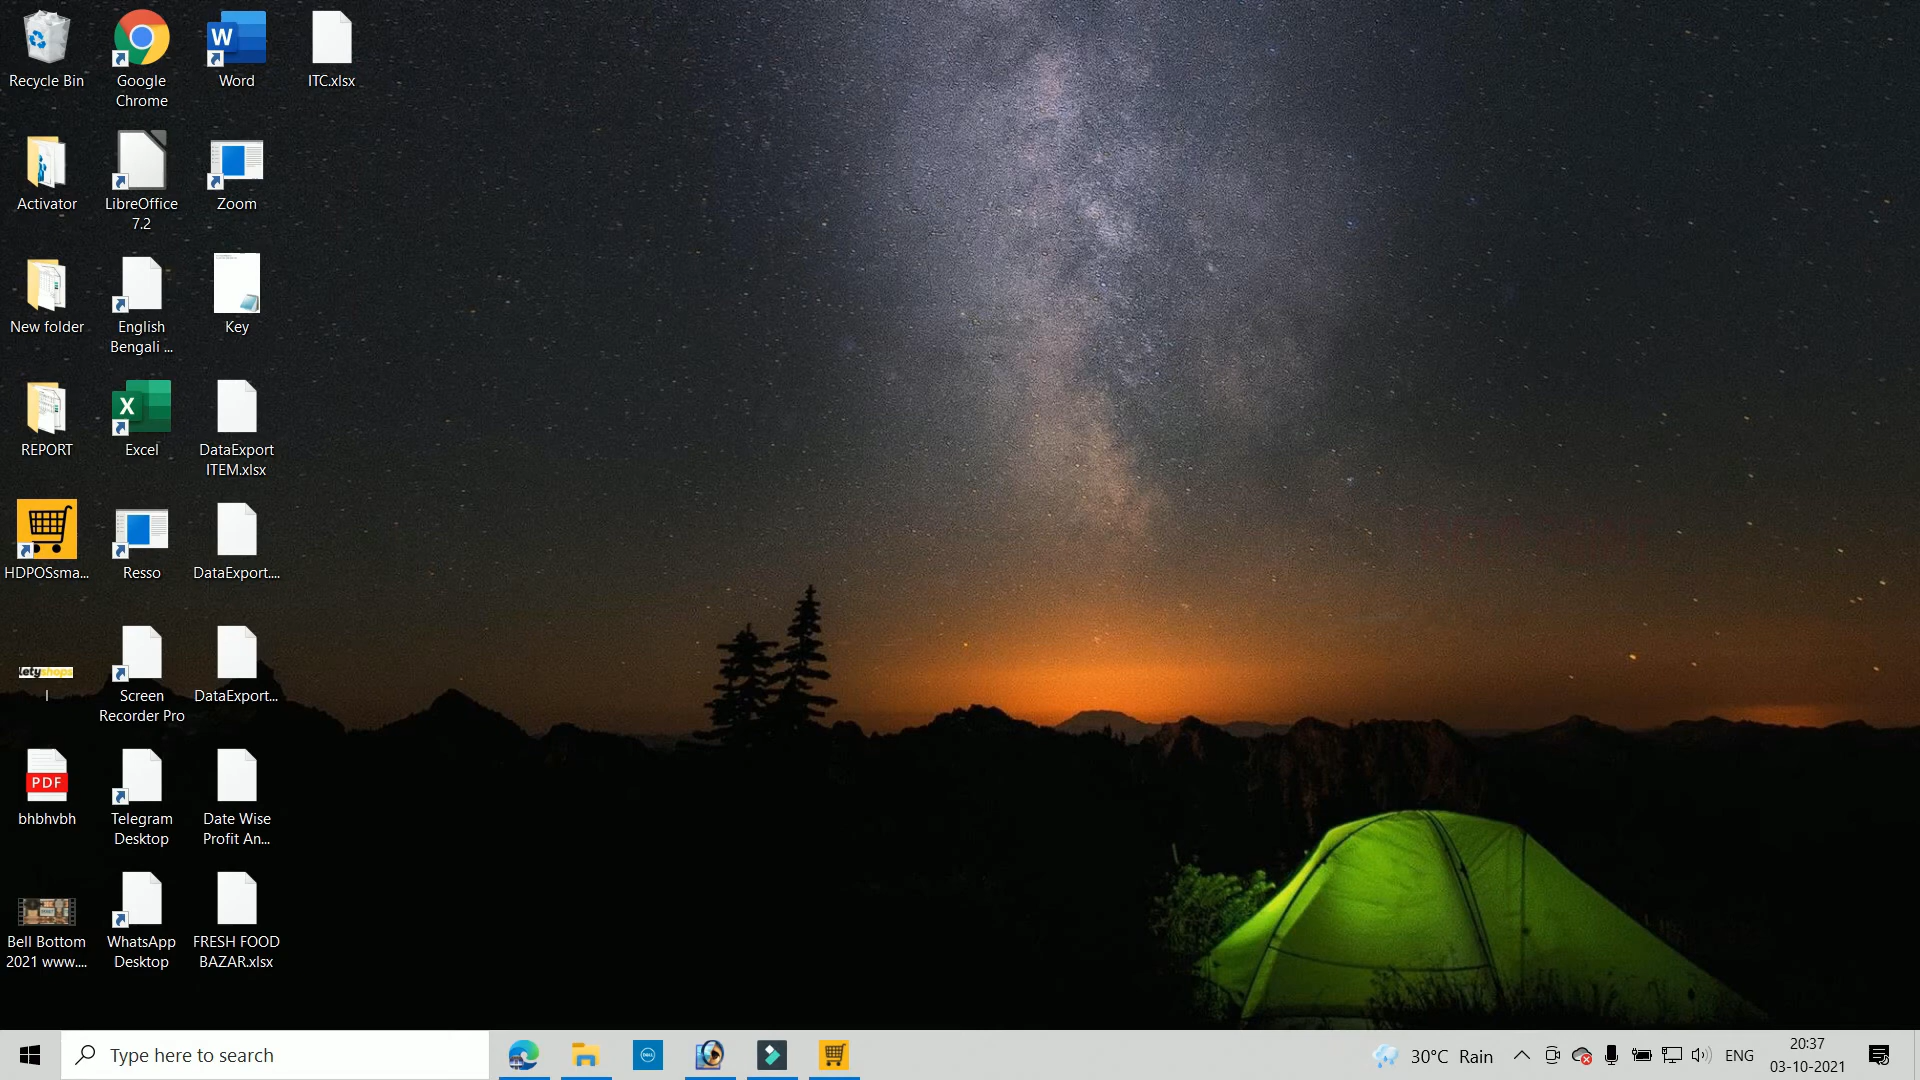 Recycle Bin
Google
Chrome
W
Word
ITC.xlsx
Activator
LibreOffice
7.2
Zoom
New folder
English
Bengali ...
Key
REPORT
X
Excel
DataExport
ITEM.xlsx
HDPOSsma...
Resso
DataExport....
letyshops
l
Screen
Recorder Pro
DataExport...
PDF
bhbhvbh
Telegram
Desktop
Date Wise
Profit An...
Bell Bottom
2021 www....
WhatsApp
Desktop
FRESH FOOD
BAZAR.xlsx
Type here to search
DELL
30°C Rain
ENG
20:37
03-10-2021